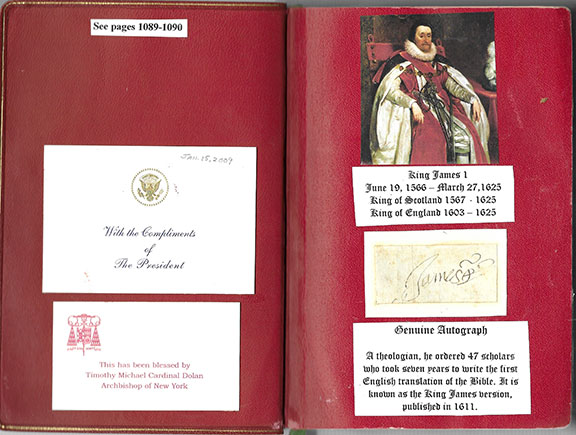 See pages 1089-1090
Jan. 15, 2009
With the Compliments
of
The President
This has been blessed by
Timothy Michael Cardinal Dolan
Archbishop of New York
King James 1
June 19, 1566 – March 27,1625
King of Scotland 1567 - 1625
King of England 1603 – 1625
James
Genuine Autograph
A theologian, he ordered 47 scholars
who took seven years to write the first
English translation of the Bible. It is
known as the King James version,
published in 1611.